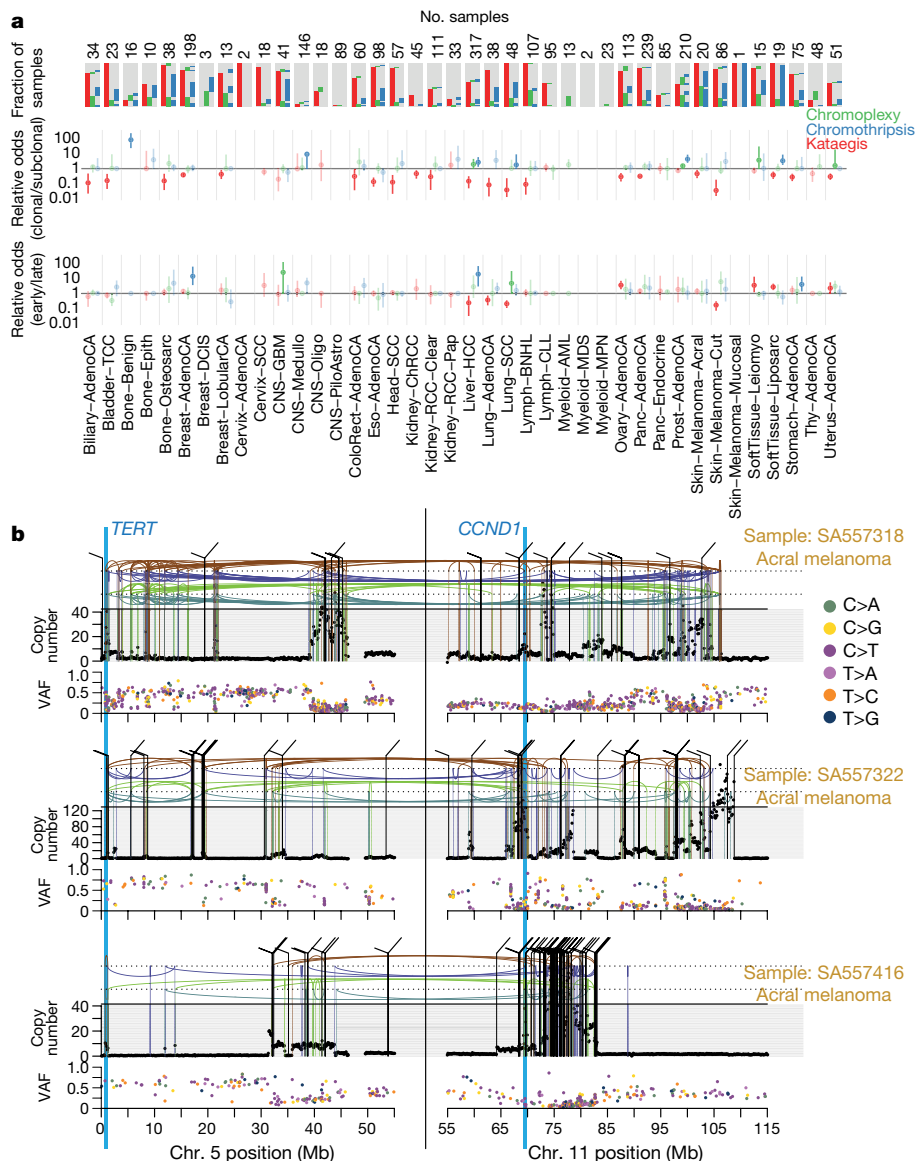 a
No. samples
34 23 16 10 38 198 3 13 2 18 41 146 18 89 60 98 57 45 111 33 317 38 48 107 95 13 2 23 113 239 85 210 20 86 1 15 19 75 48 51
Fraction of samples
Chromoplexy
Chromothripsis
Kataegis
Relative odds (clonal/subclonal)
100
10
1
0.1
0.01
Relative odds (early/late)
100
10
1
0.1
0.01
Biliary–AdenoCA
Bladder–TCC
Bone–Benign
Bone–Epith
Bone–Osteosarc
Breast–AdenoCA
Breast–DCIS
Breast–LobularCA
Cervix–AdenoCA
Cervix–SCC
CNS–GBM
CNS–Medullo
CNS–Oligo
CNS–PiloAstro
ColoRect–AdenoCA
Eso–AdenoCA
Head–SCC
Kidney–ChRCC
Kidney–RCC–Clear
Kidney–RCC–Pap
Liver–HCC
Lung–AdenoCA
Lung–SCC
Lymph–BNHL
Lymph–CLL
Myeloid–AML
Myeloid–MDS
Myeloid–MPN
Ovary–AdenoCA
Panc–AdenoCA
Panc–Endocrine
Prost–AdenoCA
Skin–Melanoma–Acral
Skin–Melanoma–Cut
Skin–Melanoma–Mucosal
SoftTissue–Leiomyo
SoftTissue–Liposarc
Stomach–AdenoCA
Thy–AdenoCA
Uterus–AdenoCA
b
TERT
CCND1
Sample: SA557318
Acral melanoma
Copy number
40
20
0
VAF
1.0
0.5
0
C>A
C>G
C>T
T>A
T>C
T>G
Sample: SA557322
Acral melanoma
Copy number
120
80
40
0
VAF
1.0
0.5
0
Sample: SA557416
Acral melanoma
Copy number
40
20
0
VAF
1.0
0.5
0
0 10 20 30 40 50
55 65 75 85 95 105 115
Chr. 5 position (Mb)
Chr. 11 position (Mb)